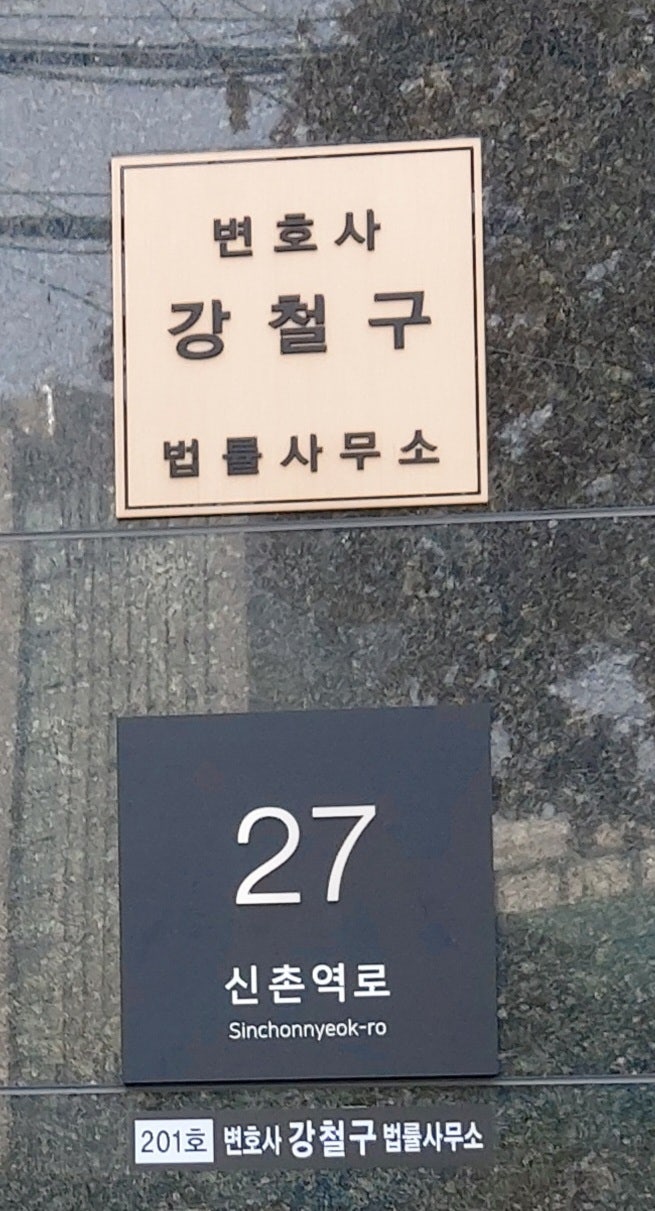 변호사
강철구
법률사무소
27
신촌역로
Sinchonnyeok-ro
201호 변호사 강철구 법률사무소